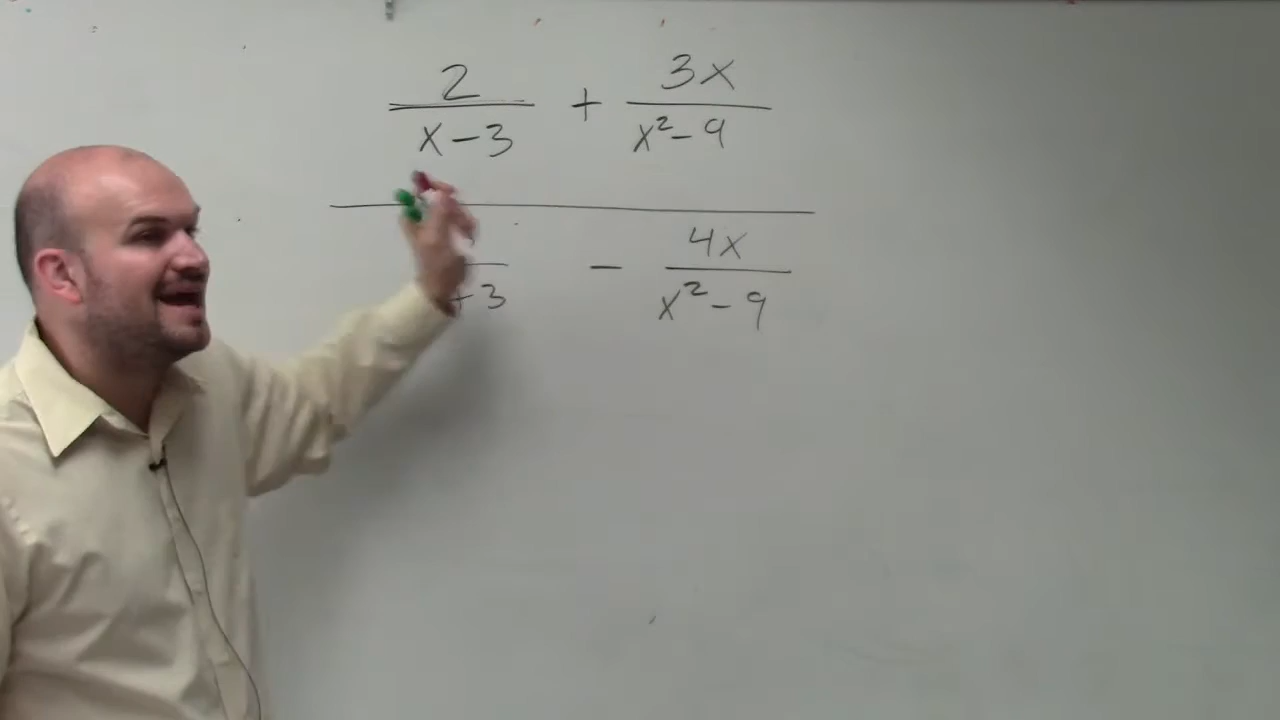 2 3x
x-3 + x²-9
4x
+3 - x²-9